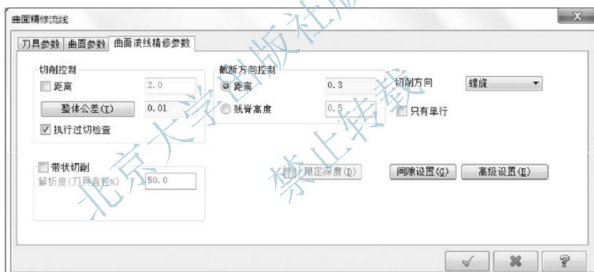 曲面精修流线
刀具参数 曲面参数 曲面流线精修参数
切削控制
距离 2.0
整体公差(T) 0.01
执行过切检查
截断方向控制
距离 0.3
残脊高度 0.5
切削方向 螺旋
只有单行
带状切削
解析度(刀具直径%) 50.0
限定深度(D)
间隙设置(G)
高级设置(E)
北京大学出版社版权所有
禁止转载